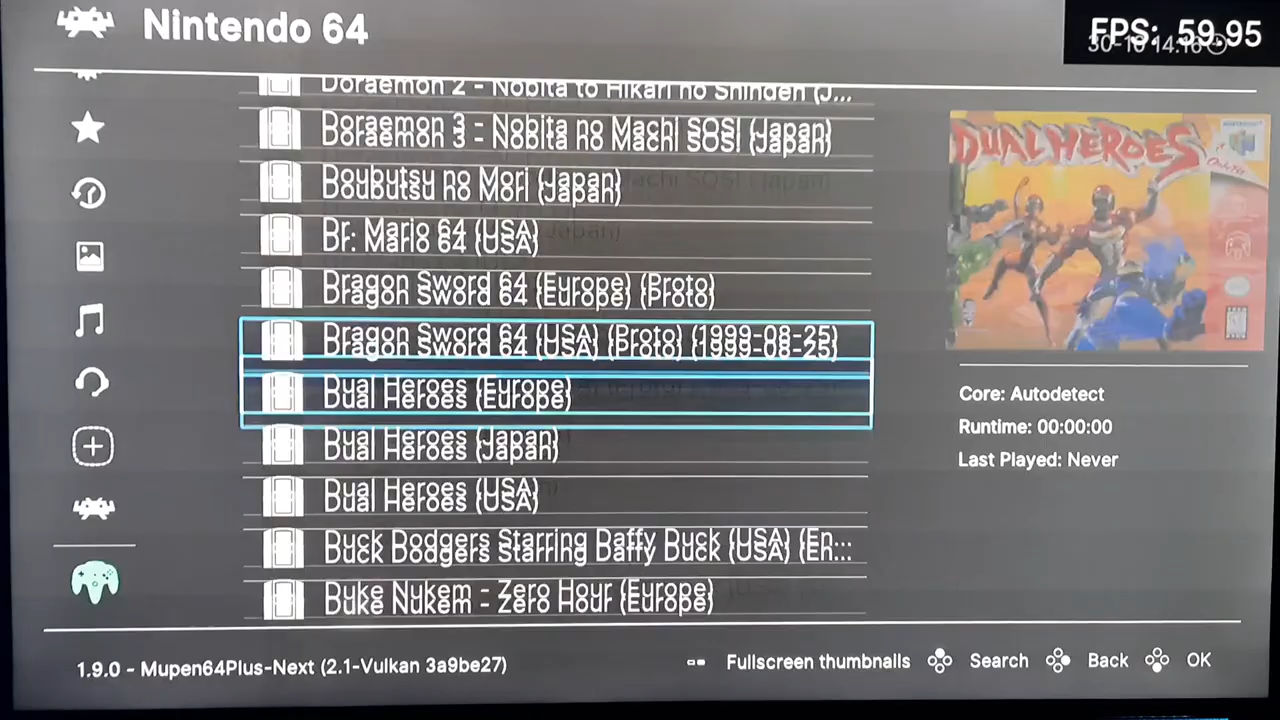 Nintendo 64
FPS: 59.95
Doraemon 2 - Nobita to Hikari no Shinden (J...
Doraemon 3 - Nobita no Machi SOS! (Japan)
Doubutsu no Mori (Japan)
Dr. Mario 64 (USA)
Dragon Sword 64 (Europe) (Proto)
Dragon Sword 64 (USA) (Proto) (1999-08-25)
Dual Heroes (Europe)
Dual Heroes (Japan)
Dual Heroes (USA)
Duck Dodgers Starring Daffy Duck (USA) (En...
Duke Nukem - Zero Hour (Europe)
DUAL HEROES
Core: Autodetect
Runtime: 00:00:00
Last Played: Never
1.9.0 - Mupen64Plus-Next (2.1-Vulkan 3a9be27)
Fullscreen thumbnails Search Back OK